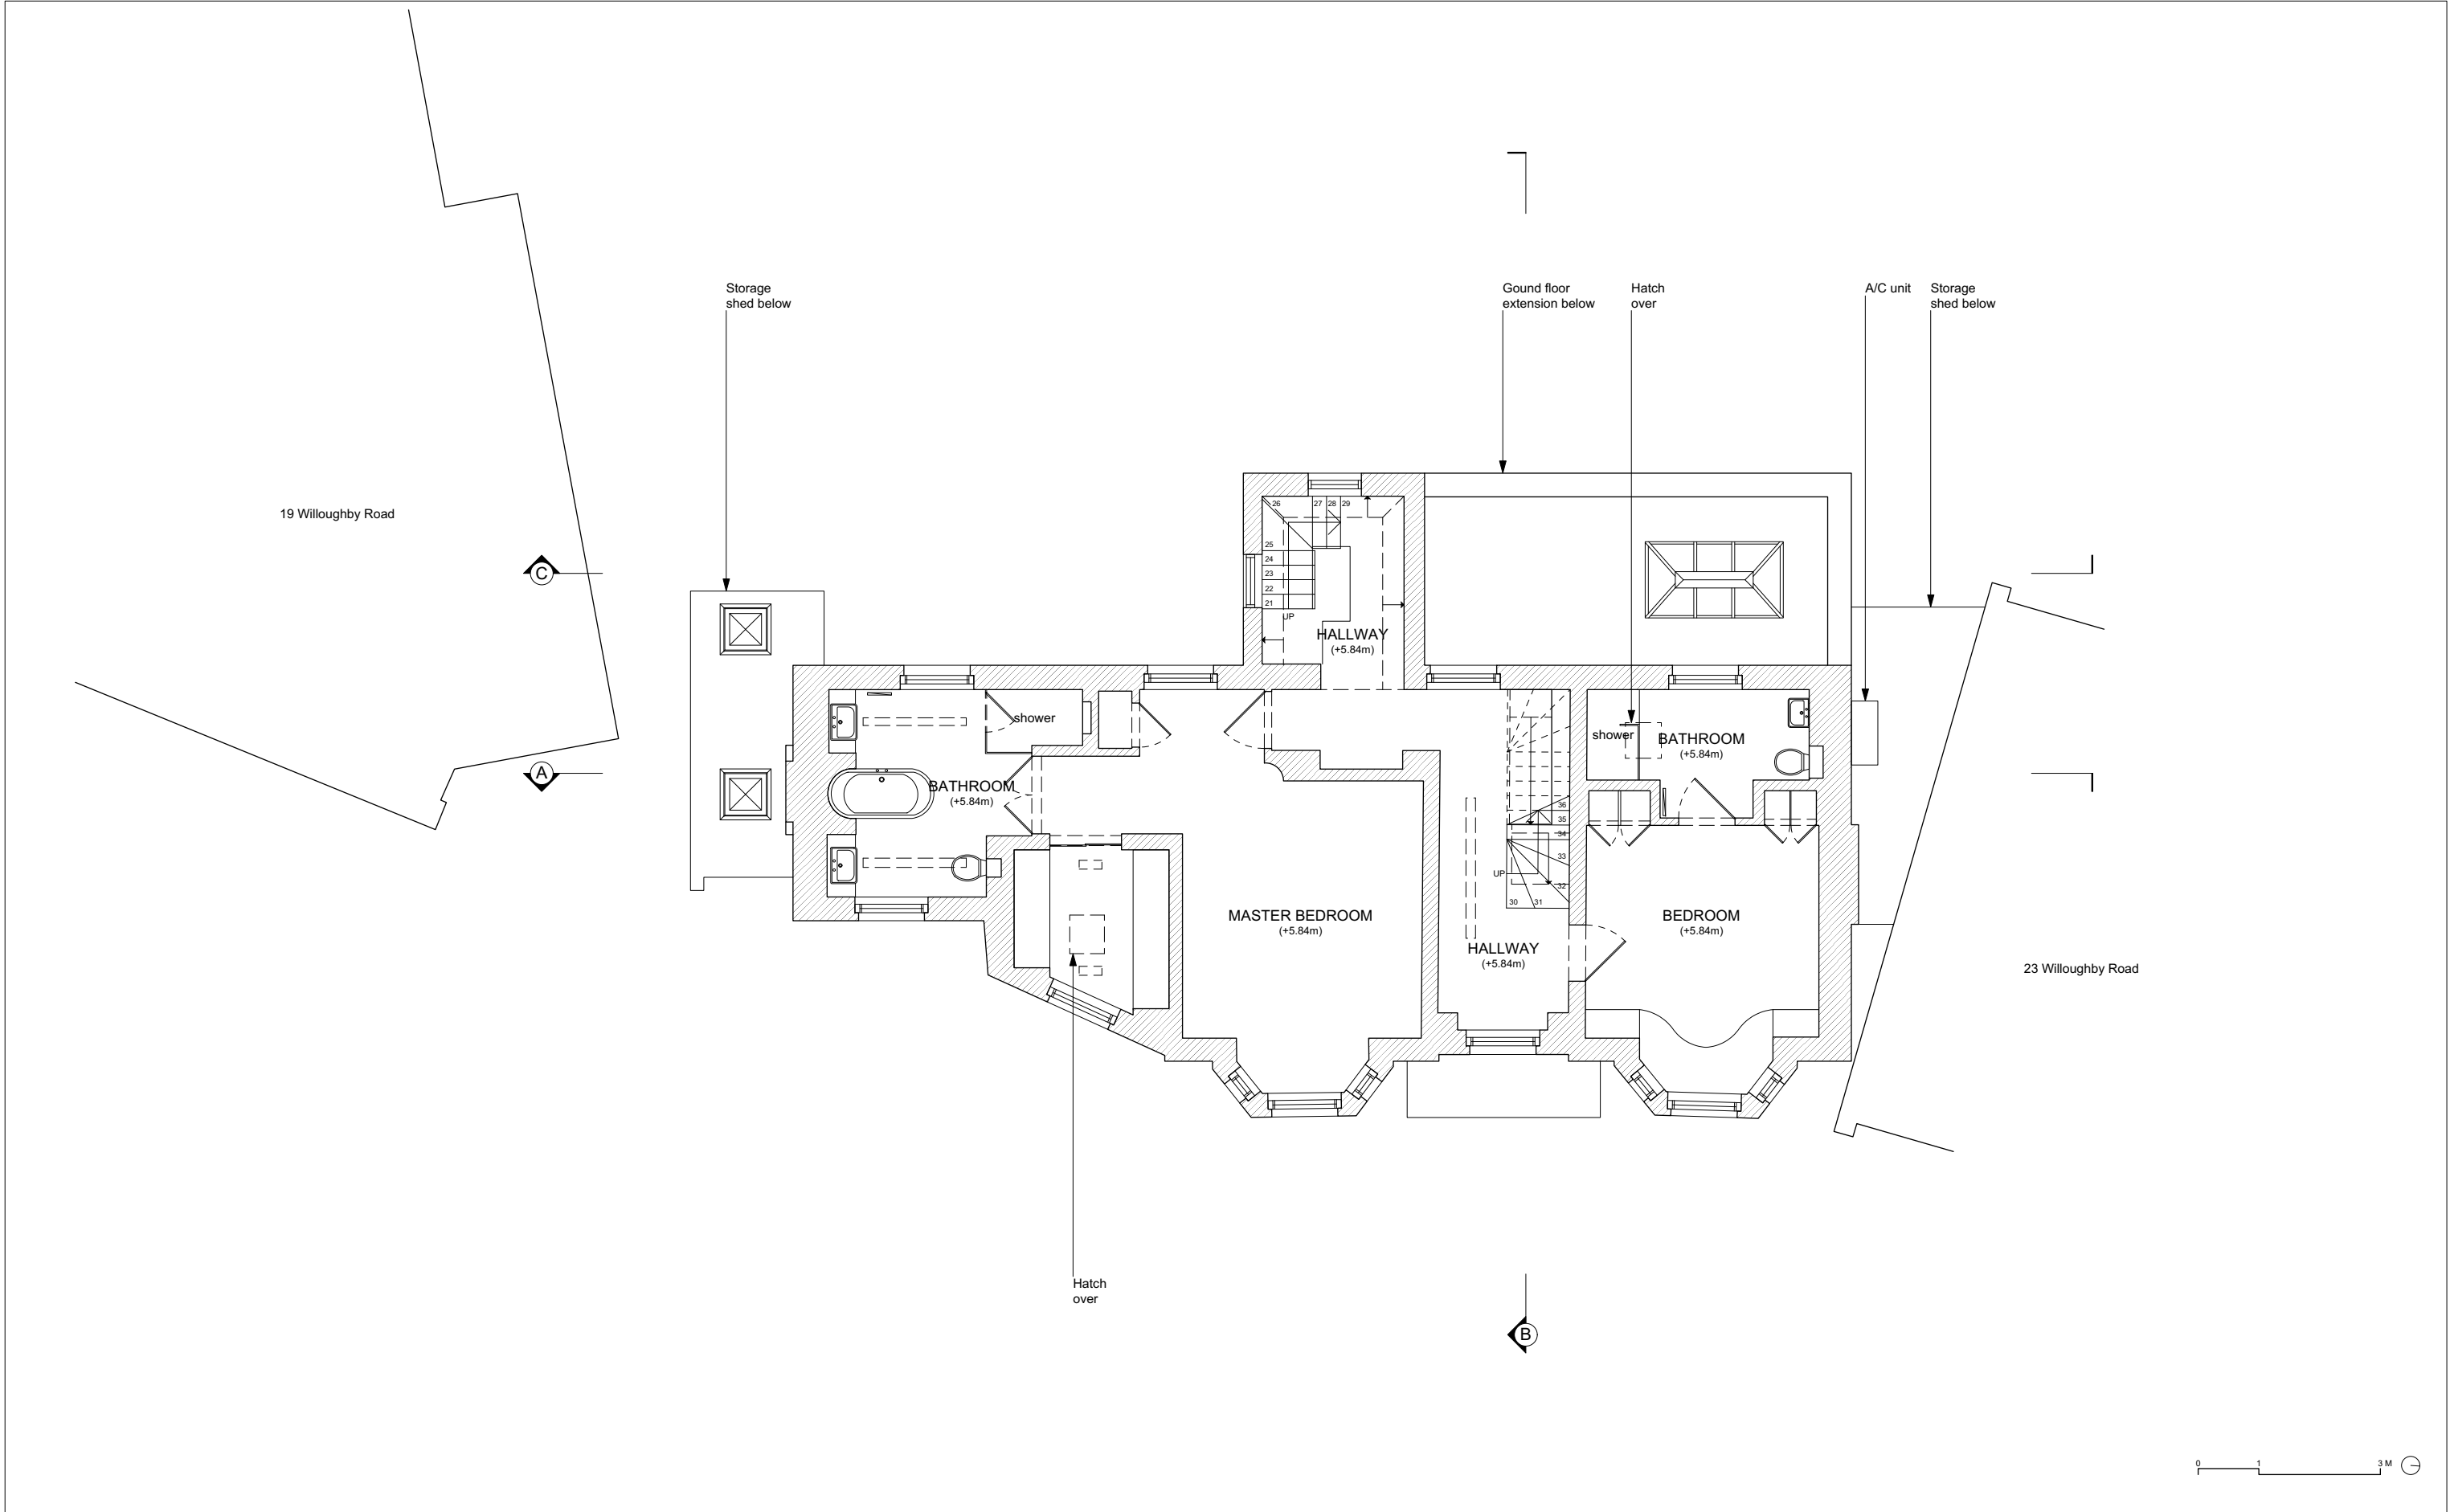 Storage
shed below
Gound floor
extension below
Hatch
over
A/C unit
Storage
shed below
19 Willoughby Road
C
26
27
28
29
25
24
23
22
21
UP
HALLWAY
(+5.84m)
shower
shower
BATHROOM
(+5.84m)
A
BATHROOM
(+5.84m)
36
35
34
33
32
UP
30
31
MASTER BEDROOM
(+5.84m)
HALLWAY
(+5.84m)
BEDROOM
(+5.84m)
23 Willoughby Road
Hatch
over
B
0
1
3 M